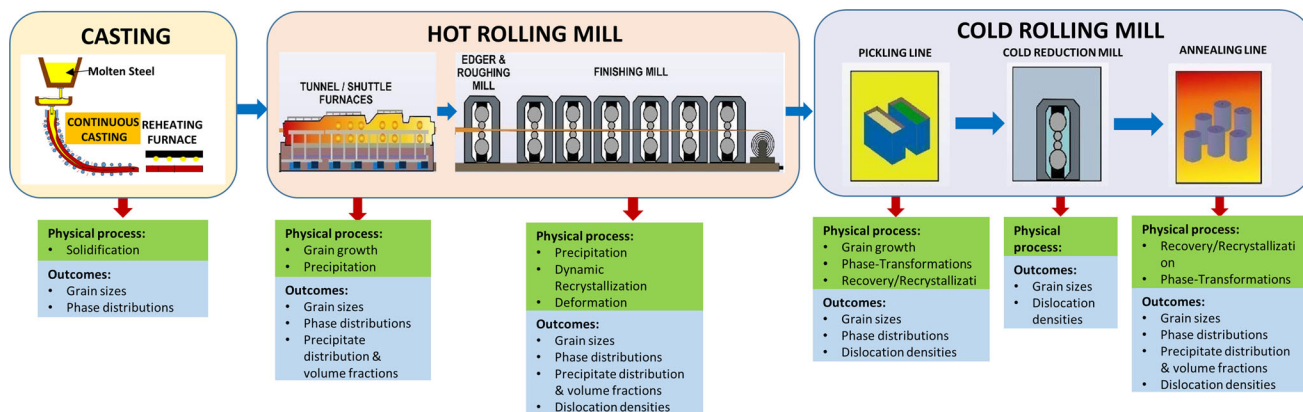 CASTING
Molten Steel
CONTINUOUS
CASTING
REHEATING
FURNACE
HOT ROLLING MILL
TUNNEL / SHUTTLE
FURNACES
EDGER &
ROUGHING
MILL
FINISHING MILL
COLD ROLLING MILL
PICKLING LINE
COLD REDUCTION MILL
ANNEALING LINE
Physical process:
• Solidification
Outcomes:
• Grain sizes
• Phase distributions
Physical process:
• Grain growth
• Precipitation
Outcomes:
• Grain sizes
• Phase distributions
• Precipitate
distribution &
volume fractions
Physical process:
• Precipitation
• Dynamic
Recrystallization
• Deformation
Outcomes:
• Grain sizes
• Phase distributions
• Precipitate distribution
& volume fractions
• Dislocation densities
Physical process:
• Grain growth
• Phase-Transformations
• Recovery/Recrystallizati
Outcomes:
• Grain sizes
• Phase distributions
• Dislocation densities
Physical
process:
Outcomes:
• Grain sizes
• Dislocation
densities
Physical process:
• Recovery/Recrystallizati
on
• Phase-Transformations
Outcomes:
• Grain sizes
• Phase distributions
• Precipitate distribution
& volume fractions
• Dislocation densities